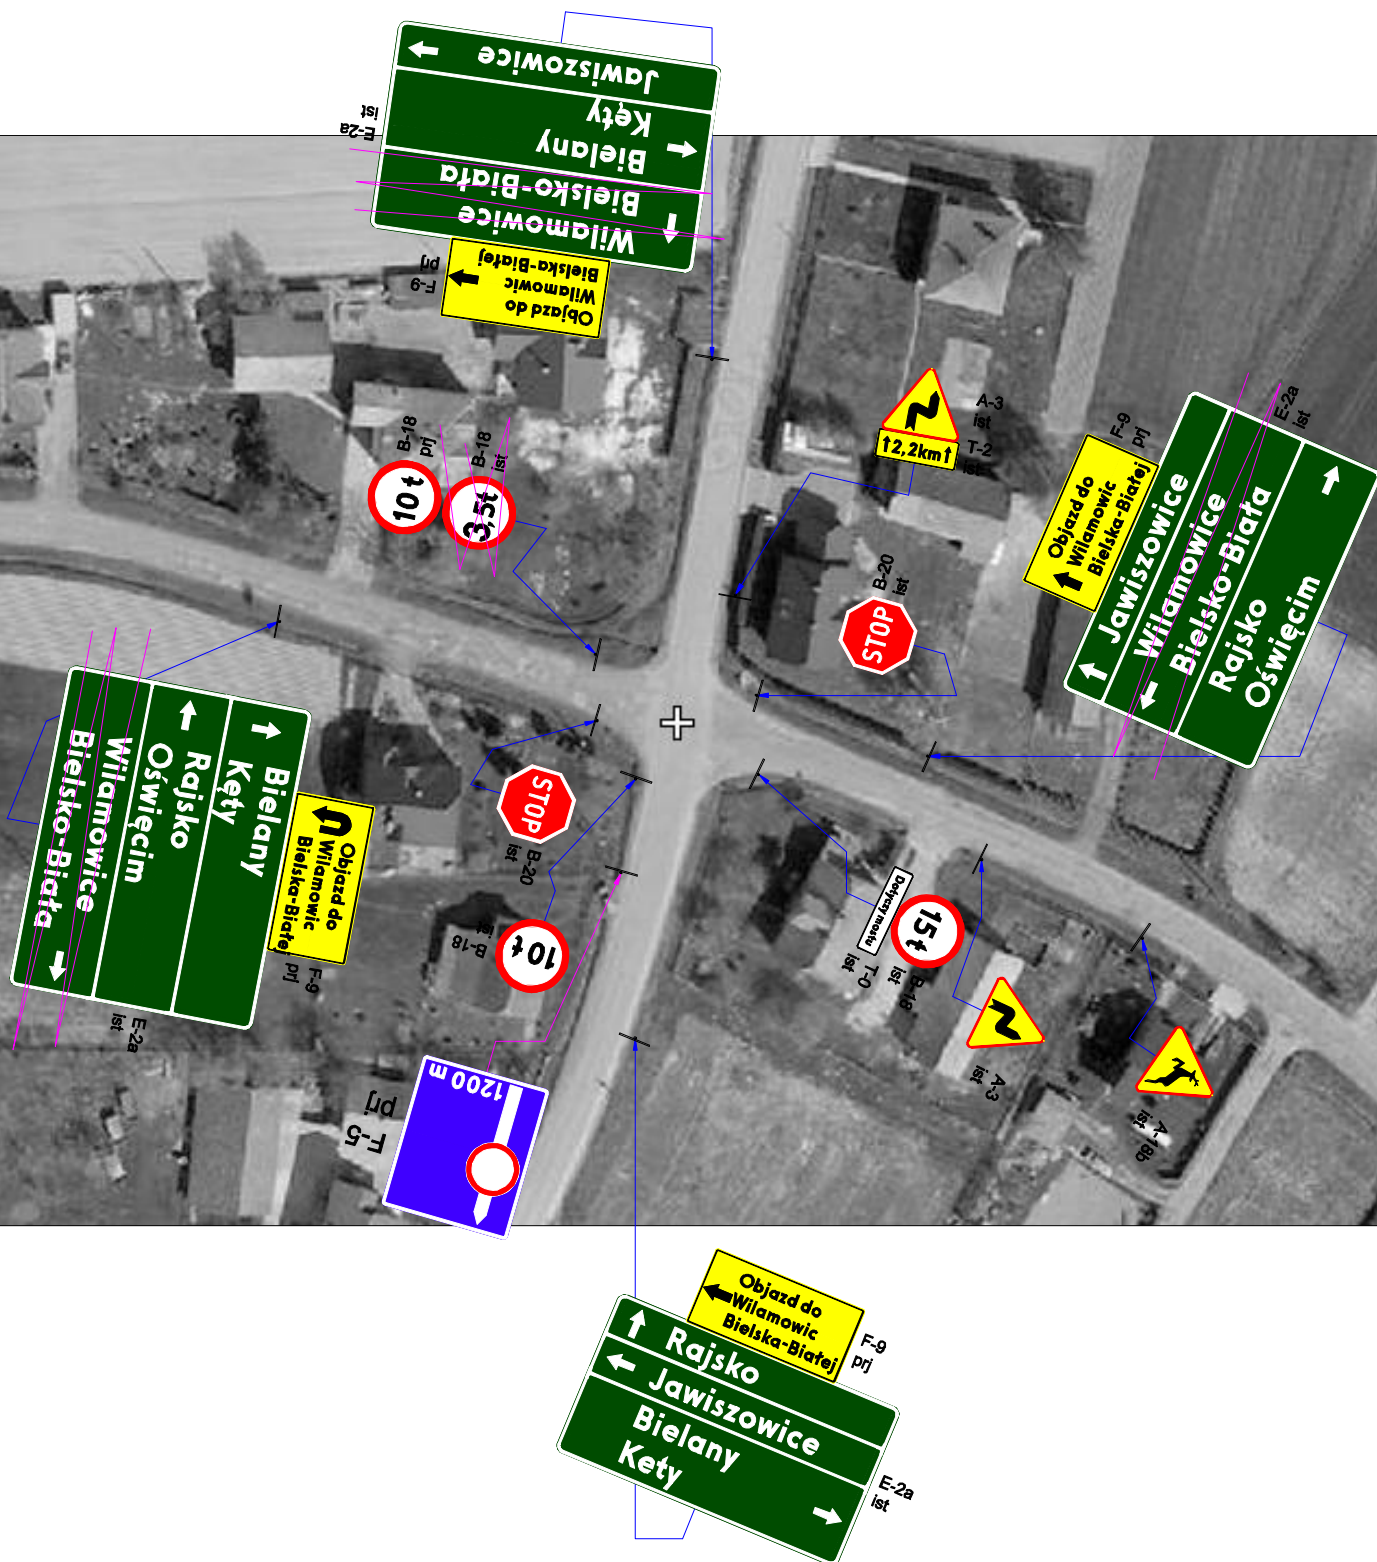 Jawiszowice
Kęty
Bielany
Bielsko-Biała
Wilamowice
E-2a
ist
Objazd do
Wilamowic
Bielska-Białej
F-9
prj
B-18
prj
10 t
B-18
ist
3,5t
A-3
ist
2,2km
T-2
ist
B-20
ist
STOP
F-9
prj
Objazd do
Wilamowic
Bielska-Białej
E-2a
ist
Jawiszowice
Wilamowice
Bielsko-Biała
Rajsko
Oświęcim
Bielany
Kęty
Rajsko
Oświęcim
Wilamowice
Bielsko-Biała
E-2a
ist
Objazd do
Wilamowic
Bielska-Białej
F-9
prj
STOP
B-20
ist
10 t
B-18
ist
Dotyczy mostu
T-0
ist
15 t
B-18
ist
A-3
ist
A-18b
ist
1200 m
F-5
prj
Objazd do
Wilamowic
Bielska-Białej
F-9
prj
Rajsko
Jawiszowice
Bielany
Kety
E-2a
ist